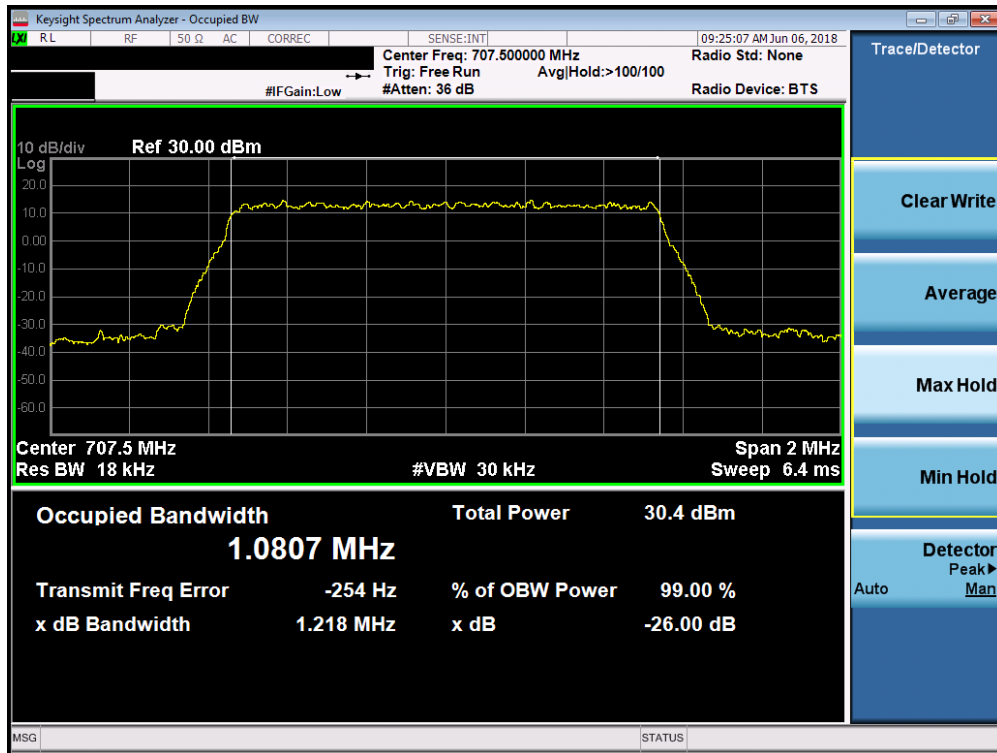 Keysight Spectrum Analyzer - Occupied BW
LXI RL RF 50 Ω AC CORREC SENSE:INT 09:25:07 AM Jun 06, 2018
Center Freq: 707.500000 MHz Radio Std: None
Trig: Free Run Avg|Hold:>100/100
#IFGain:Low #Atten: 36 dB Radio Device: BTS
Trace/Detector
10 dB/div Ref 30.00 dBm
Log
20.0
10.0
0.00
-10.0
-20.0
-30.0
-40.0
-50.0
-60.0
Center 707.5 MHz Span 2 MHz
Res BW 18 kHz #VBW 30 kHz Sweep 6.4 ms
Occupied Bandwidth Total Power 30.4 dBm
1.0807 MHz
Transmit Freq Error -254 Hz % of OBW Power 99.00 %
x dB Bandwidth 1.218 MHz x dB -26.00 dB
Clear Write
Average
Max Hold
Min Hold
Detector
Peak▶
Auto Man
MSG STATUS